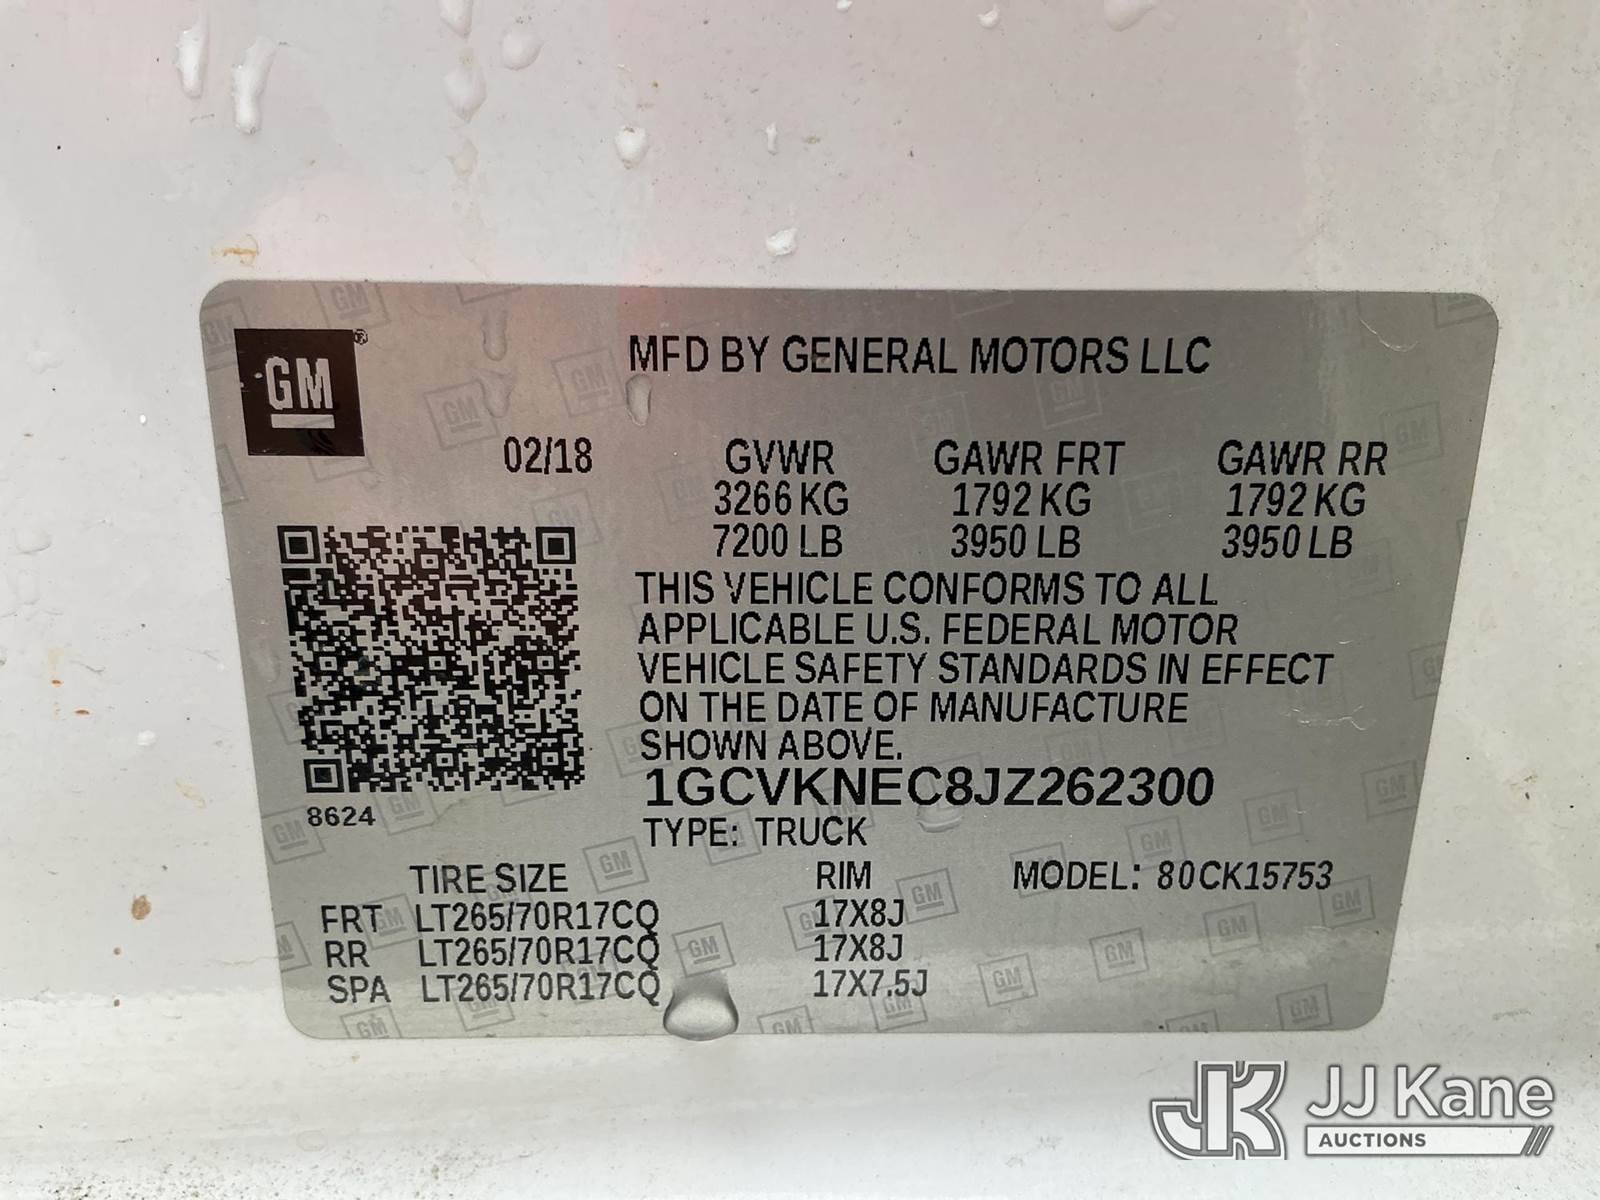 GM®
MFD BY GENERAL MOTORS LLC
02/18 GVWR GAWR FRT GAWR RR
3266 KG 1792 KG 1792 KG
7200 LB 3950 LB 3950 LB
THIS VEHICLE CONFORMS TO ALL
APPLICABLE U.S. FEDERAL MOTOR
VEHICLE SAFETY STANDARDS IN EFFECT
ON THE DATE OF MANUFACTURE
SHOWN ABOVE.
1GCVKNEC8JZ262300
8624
TYPE: TRUCK
TIRE SIZE RIM MODEL: 80CK15753
FRT LT265/70R17CQ 17X8J
RR LT265/70R17CQ 17X8J
SPA LT265/70R17CQ 17X7.5J
JK JJ Kane
AUCTIONS